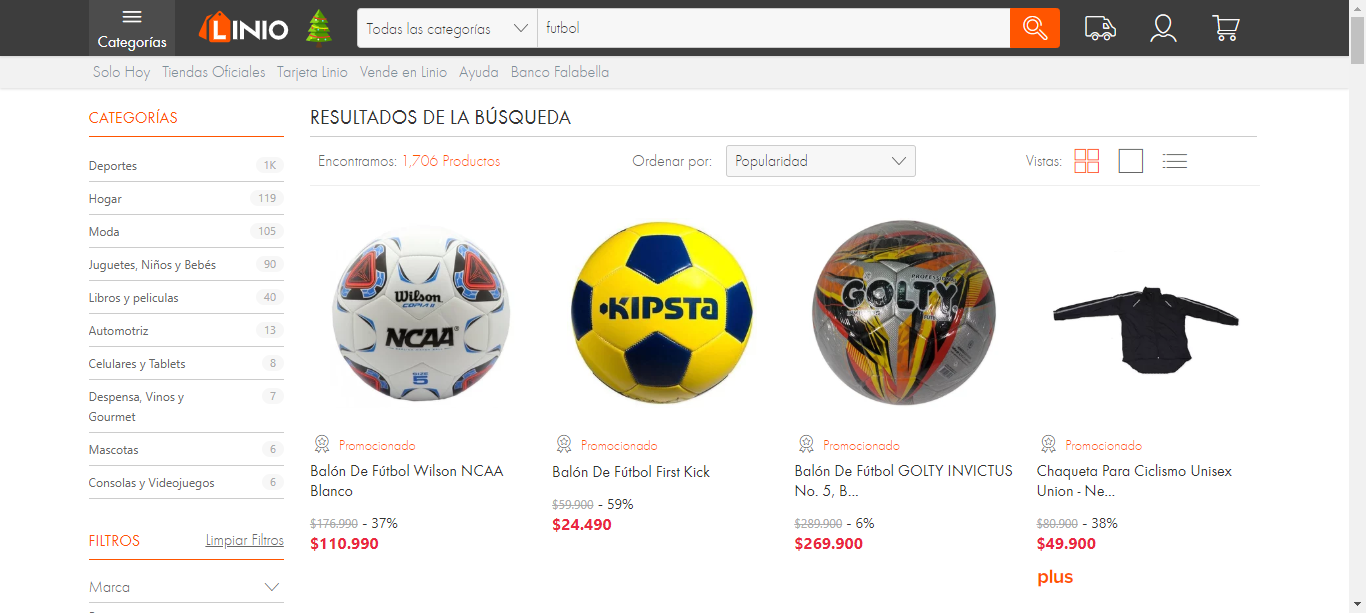 Categorías
LINIO
Todas las categorías
futbol
Solo Hoy Tiendas Oficiales Tarjeta Linio Vende en Linio Ayuda Banco Falabella
CATEGORÍAS
Deportes 1K
Hogar 119
Moda 105
Juguetes, Niños y Bebés 90
Libros y peliculas 40
Automotriz 13
Celulares y Tablets 8
Despensa, Vinos y 7
Gourmet
Mascotas 6
Consolas y Videojuegos 6
FILTROS Limpiar Filtros
Marca
RESULTADOS DE LA BÚSQUEDA
Encontramos: 1,706 Productos
Ordenar por: Popularidad
Vistas:
Wilson
COPIA II
NCAA
SIZE
5
Promocionado
Balón De Fútbol Wilson NCAA
Blanco
$176.990 - 37%
$110.990
KIPSTA
Promocionado
Balón De Fútbol First Kick
$59.900 - 59%
$24.490
PROFESSIONAL
GOLTY
Promocionado
Balón De Fútbol GOLTY INVICTUS
No. 5, B...
$289.900 - 6%
$269.900
Promocionado
Chaqueta Para Ciclismo Unisex
Union - Ne...
$80.900 - 38%
$49.900
plus